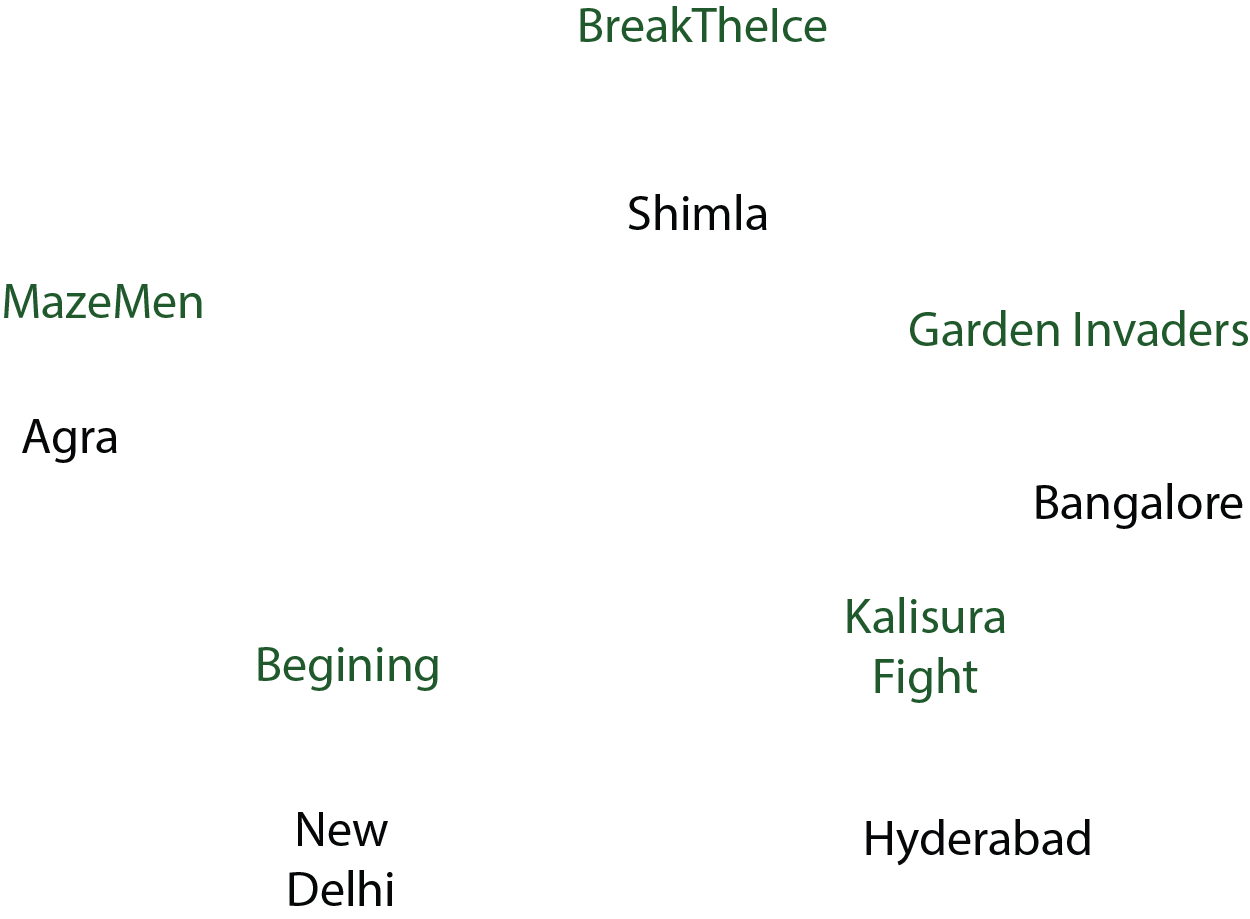 BreakTheIce
Shimla
MazeMen
Garden Invaders
Agra
Bangalore
Kalisura
Fight
Begining
New
Delhi
Hyderabad